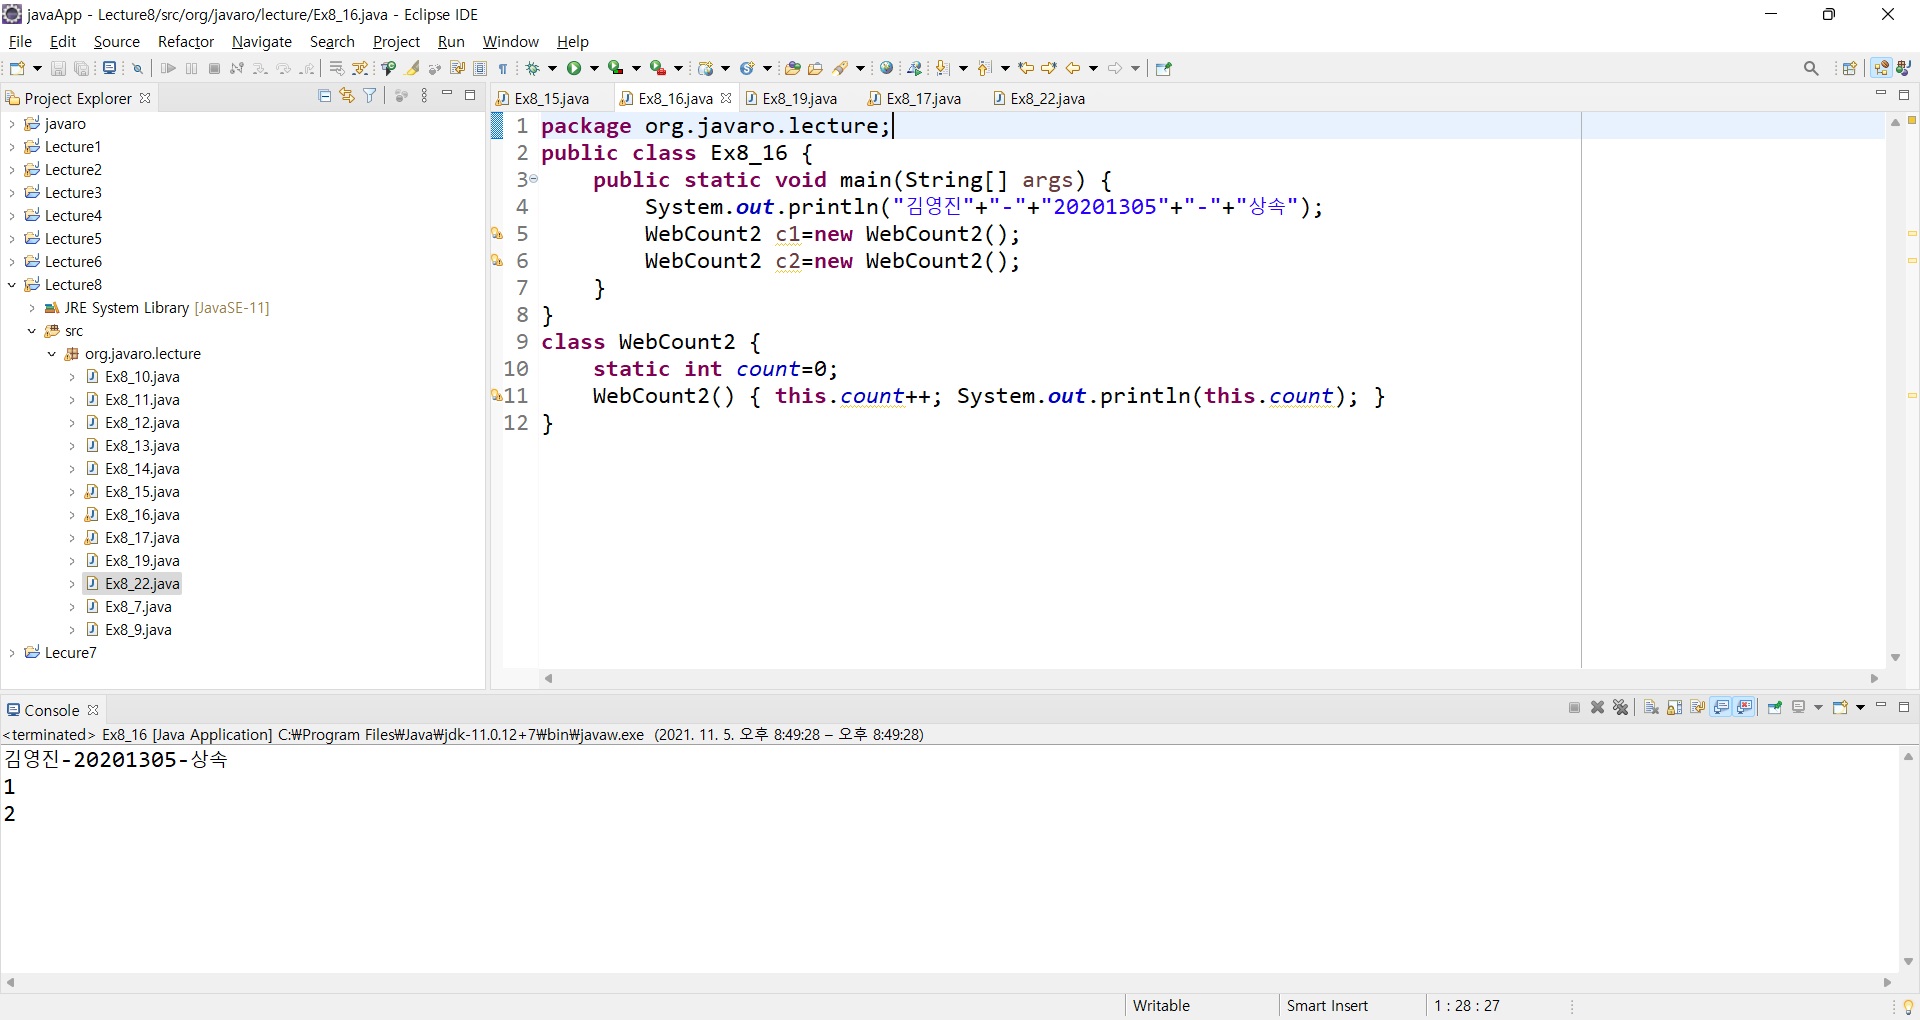 javaApp - Lecture8/src/org/javaro/lecture/Ex8_16.java - Eclipse IDE
File Edit Source Refactor Navigate Search Project Run Window Help
Project Explorer
javaro
Lecture1
Lecture2
Lecture3
Lecture4
Lecture5
Lecture6
Lecture8
JRE System Library [JavaSE-11]
src
org.javaro.lecture
Ex8_10.java
Ex8_11.java
Ex8_12.java
Ex8_13.java
Ex8_14.java
Ex8_15.java
Ex8_16.java
Ex8_17.java
Ex8_19.java
Ex8_22.java
Ex8_7.java
Ex8_9.java
Lecure7
Ex8_15.java Ex8_16.java Ex8_19.java Ex8_17.java Ex8_22.java
1 package org.javaro.lecture;
2 public class Ex8_16 {
3 public static void main(String[] args) {
4 System.out.println("김영진"+"-"+"20201305"+"-"+"상속");
5 WebCount2 c1=new WebCount2();
6 WebCount2 c2=new WebCount2();
7 }
8 }
9 class WebCount2 {
10 static int count=0;
11 WebCount2() { this.count++; System.out.println(this.count); }
12 }
Console
<terminated> Ex8_16 [Java Application] C:₩Program Files₩Java₩jdk-11.0.12+7₩bin₩javaw.exe (2021. 11. 5. 오후 8:49:28 – 오후 8:49:28)
김영진-20201305-상속
1
2
Writable Smart Insert 1 : 28 : 27